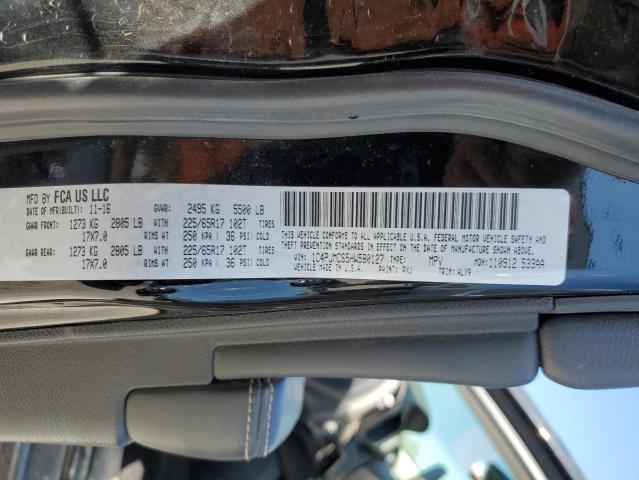 MFD BY FCA US LLC
DATE OF MFR(BUILT): 11-16 GVWR: 2495 KG 5500 LB
GAWR FRONT: 1273 KG 2805 LB WITH 225/65R17 102T TIRES
17X7.0 RIMS AT 250 KPA ( 36 PSI) COLD
GAWR REAR: 1273 KG 2805 LB WITH 225/65R17 102T TIRES
17X7.0 RIMS AT 250 KPA ( 36 PSI) COLD
THIS VEHICLE CONFORMS TO ALL APPLICABLE U.S.A. FEDERAL MOTOR VEHICLE SAFETY AND
THEFT PREVENTION STANDARDS IN EFFECT ON THE DATE OF MANUFACTURE SHOWN ABOVE.
VIN: 1C4PJMCS5HW580127 TYPE: MPV MDH: 110912 533AA
PAINT: PXJ TRIM: ALX9